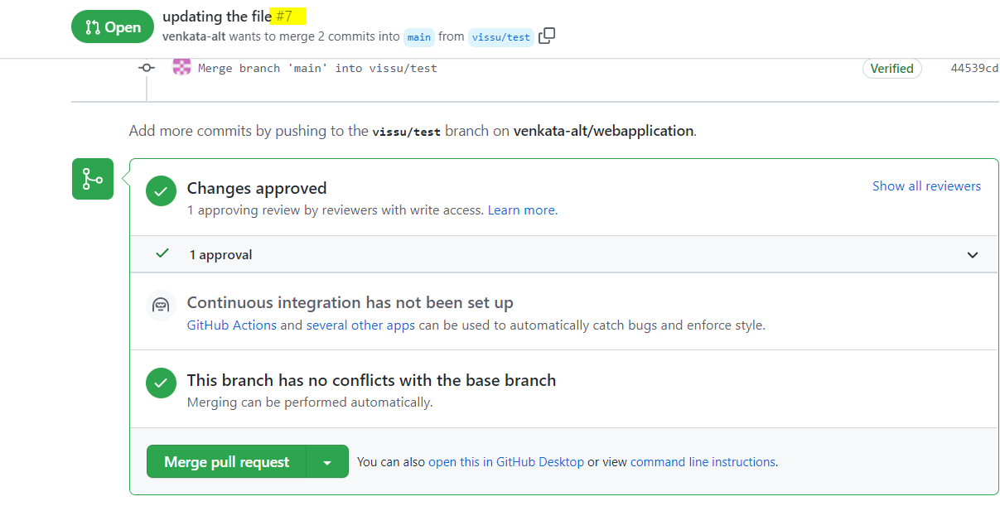 Open
updating the file #7
venkata-alt wants to merge 2 commits into main from vissu/test
Merge branch 'main' into vissu/test Verified 44539cd
Add more commits by pushing to the vissu/test branch on venkata-alt/webapplication.
Changes approved
Show all reviewers
1 approving review by reviewers with write access. Learn more.
1 approval
Continuous integration has not been set up
GitHub Actions and several other apps can be used to automatically catch bugs and enforce style.
This branch has no conflicts with the base branch
Merging can be performed automatically.
Merge pull request
You can also open this in GitHub Desktop or view command line instructions.